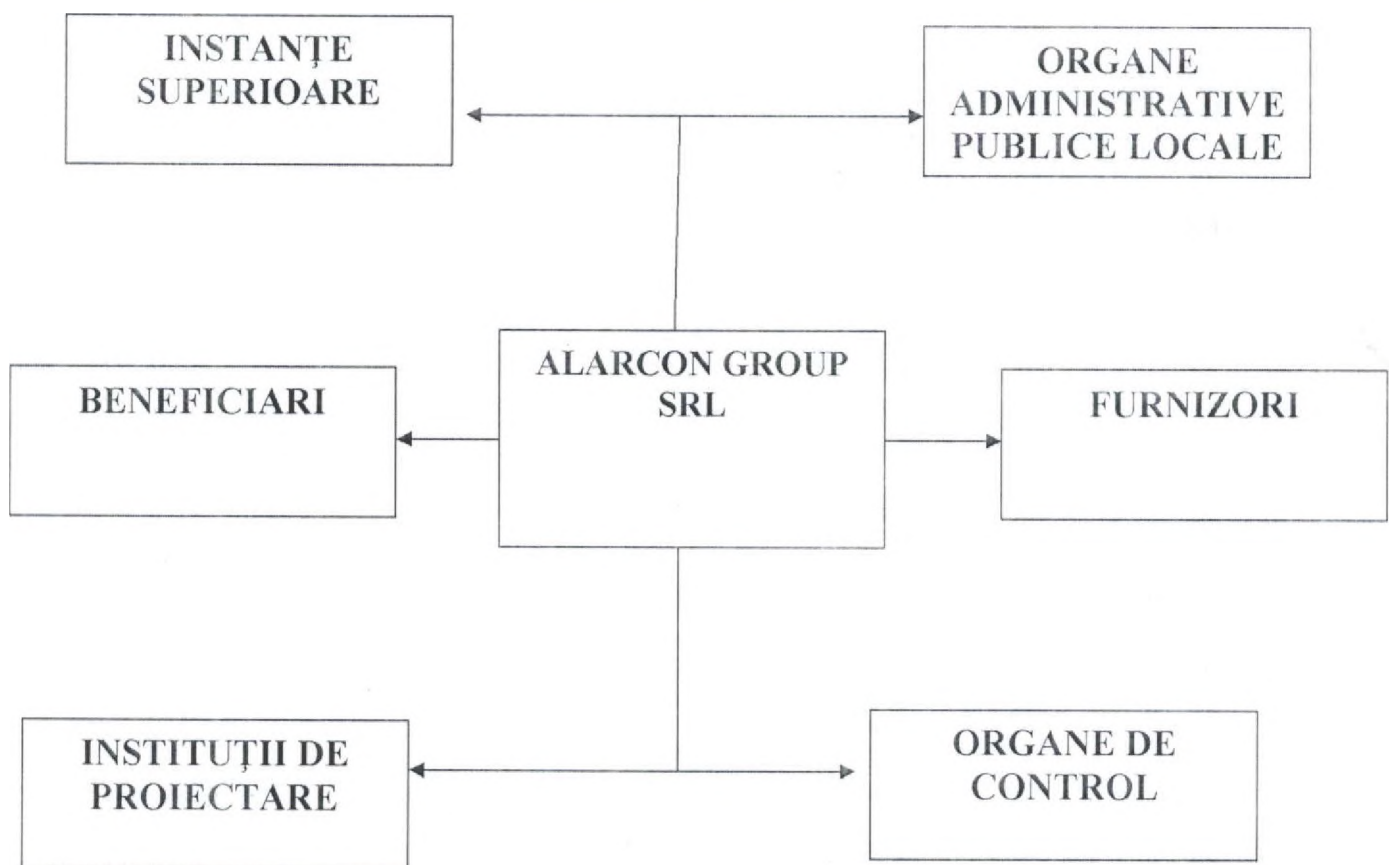 INSTANȚE
SUPERIOARE
ORGANE
ADMINISTRATIVE
PUBLICE LOCALE
BENEFICIARI
ALARCON GROUP
SRL
FURNIZORI
INSTITUȚII DE
PROIECTARE
ORGANE DE
CONTROL